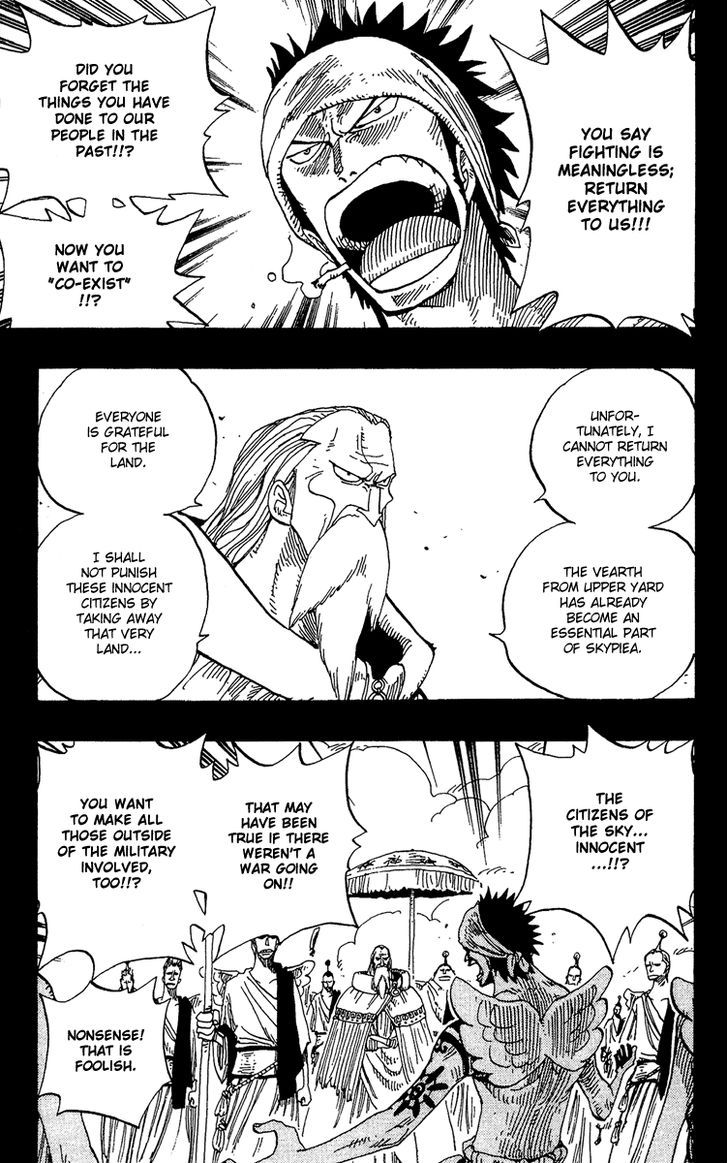 YOU SAY
FIGHTING IS
MEANINGLESS;
RETURN
EVERYTHING
TO US!!!
DID YOU
FORGET THE
THINGS YOU HAVE
DONE TO OUR
PEOPLE IN THE
PAST!!?
NOW YOU
WANT TO
"CO-EXIST"
!!?
UNFOR-
TUNATELY, I
CANNOT RETURN
EVERYTHING
TO YOU.
THE VEARTH
FROM UPPER YARD
HAS ALREADY
BECOME AN
ESSENTIAL PART
OF SKYPIEA.
EVERYONE
IS GRATEFUL
FOR THE
LAND.
I SHALL
NOT PUNISH
THESE INNOCENT
CITIZENS BY
TAKING AWAY
THAT VERY
LAND...
THE
CITIZENS OF
THE SKY...
INNOCENT
...!!?
THAT MAY
HAVE BEEN
TRUE IF THERE
WEREN'T A
WAR GOING
ON!!
YOU WANT
TO MAKE ALL
THOSE OUTSIDE
OF THE MILITARY
INVOLVED,
TOO!!?
NONSENSE!
THAT IS
FOOLISH.